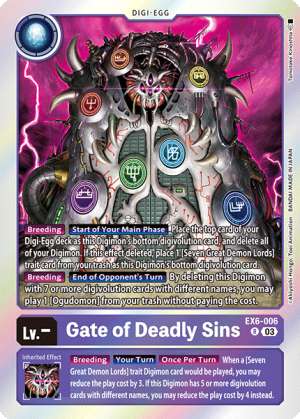 DIGI-EGG
Breeding Start of Your Main Phase Place the top card of your
Digi-Egg deck as this Digimon's bottom digivolution card, and delete all
of your Digimon. If this effect deleted, place 1 [Seven Great Demon Lords]
trait card from your trash as this Digimon's bottom digivolution card.
Breeding End of Opponent's Turn By deleting this Digimon
with 7 or more digivolution cards with different names, you may
play 1 [Ogudomon] from your trash without paying the cost.
EX6-006
Lv.- Gate of Deadly Sins R 03
Inherited Effect
Breeding Your Turn Once Per Turn When a [Seven
Great Demon Lords] trait Digimon card would be played, you may
reduce the play cost by 3. If this Digimon has 5 or more digivolution
cards with different names, you may reduce the play cost by 4 instead.
©Akiyoshi Hongo, Toei Animation BANDAI MADE IN JAPAN